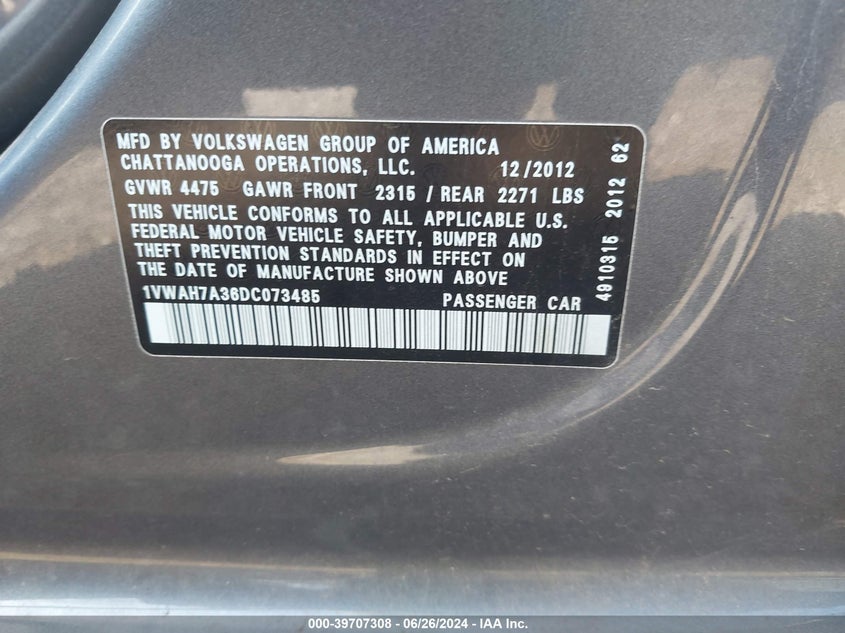 MFD BY VOLKSWAGEN GROUP OF AMERICA
CHATTANOOGA OPERATIONS, LLC. 12/2012
GVWR 4475 GAWR FRONT 2315 / REAR 2271 LBS
THIS VEHICLE CONFORMS TO ALL APPLICABLE U.S.
FEDERAL MOTOR VEHICLE SAFETY, BUMPER AND
THEFT PREVENTION STANDARDS IN EFFECT ON
THE DATE OF MANUFACTURE SHOWN ABOVE
1VWAH7A36DC073485 PASSENGER CAR
4910315 2012 62
000-39707308 - 06/26/2024 - IAA Inc.